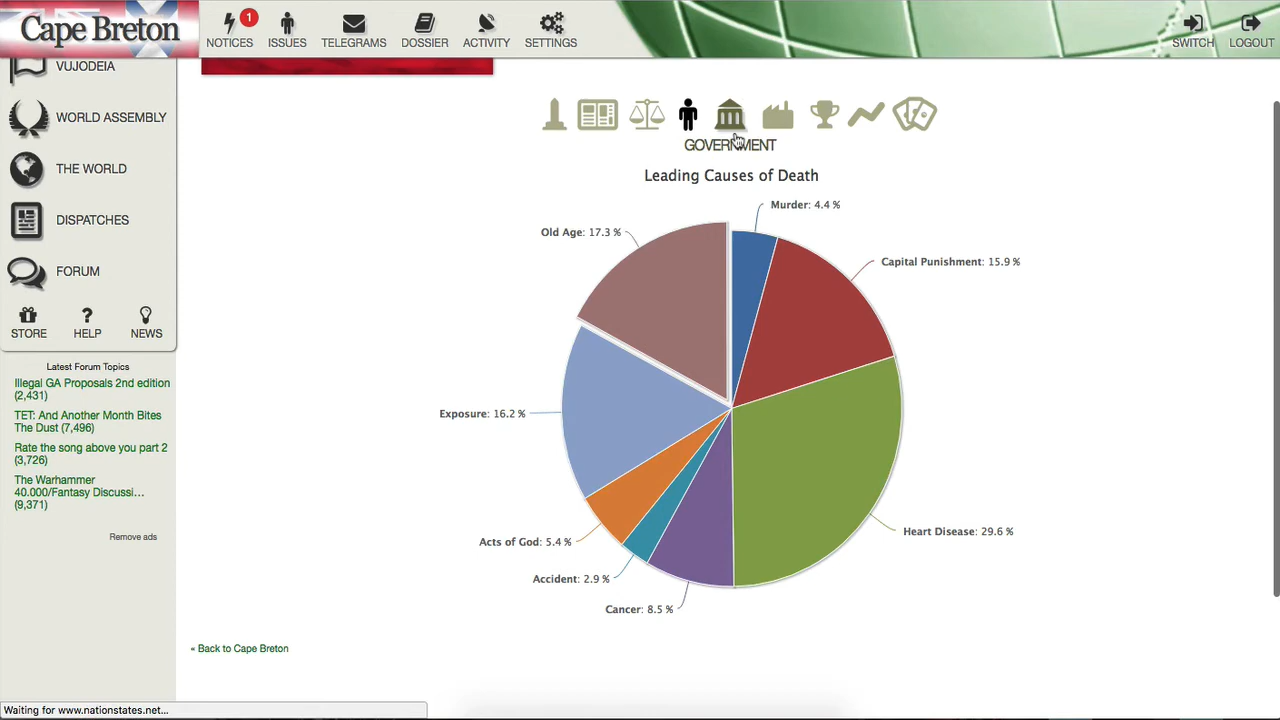 Cape Breton
1
NOTICES
ISSUES
TELEGRAMS
DOSSIER
ACTIVITY
SETTINGS
SWITCH
LOGOUT
VUJODEIA
WORLD ASSEMBLY
THE WORLD
DISPATCHES
FORUM
STORE
HELP
NEWS
Latest Forum Topics
Illegal GA Proposals 2nd edition
(2,431)
TET: And Another Month Bites
The Dust (7,496)
Rate the song above you part 2
(3,726)
The Warhammer
40.000/Fantasy Discussi...
(9,371)
Remove ads
GOVERNMENT
Leading Causes of Death
Murder: 4.4 %
Old Age: 17.3 %
Capital Punishment: 15.9 %
Exposure: 16.2 %
Heart Disease: 29.6 %
Acts of God: 5.4 %
Accident: 2.9 %
Cancer: 8.5 %
« Back to Cape Breton
Waiting for www.nationstates.net...